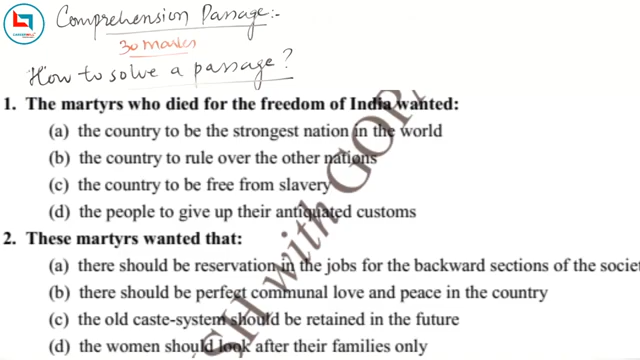 Comprehension Passage:-
30 marks
How to solve a passage?
1. The martyrs who died for the freedom of India wanted:
(a) the country to be the strongest nation in the world
(b) the country to rule over the other nations
(c) the country to be free from slavery
(d) the people to give up their antiquated customs
2. These martyrs wanted that:
(a) there should be reservation in the jobs for the backward sections of the societ
(b) there should be perfect communal love and peace in the country
(c) the old caste-system should be retained in the future
(d) the women should look after their families only
SH with GOR